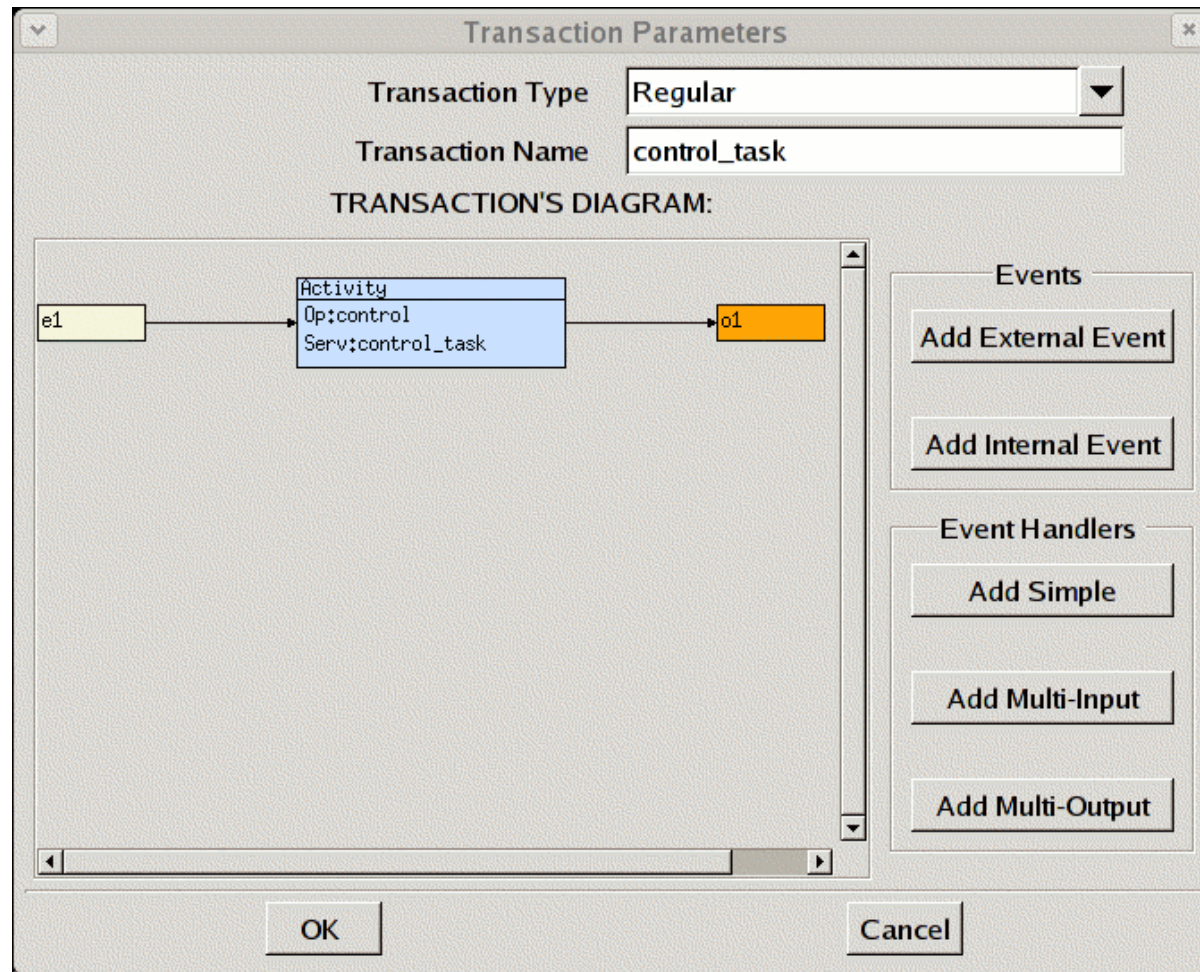 Transaction Parameters
Transaction Type Regular
Transaction Name control_task
TRANSACTION'S DIAGRAM:
Activity
e1 Op:control o1
Serv:control_task
Events
Add External Event
Add Internal Event
Event Handlers
Add Simple
Add Multi-Input
Add Multi-Output
OK Cancel